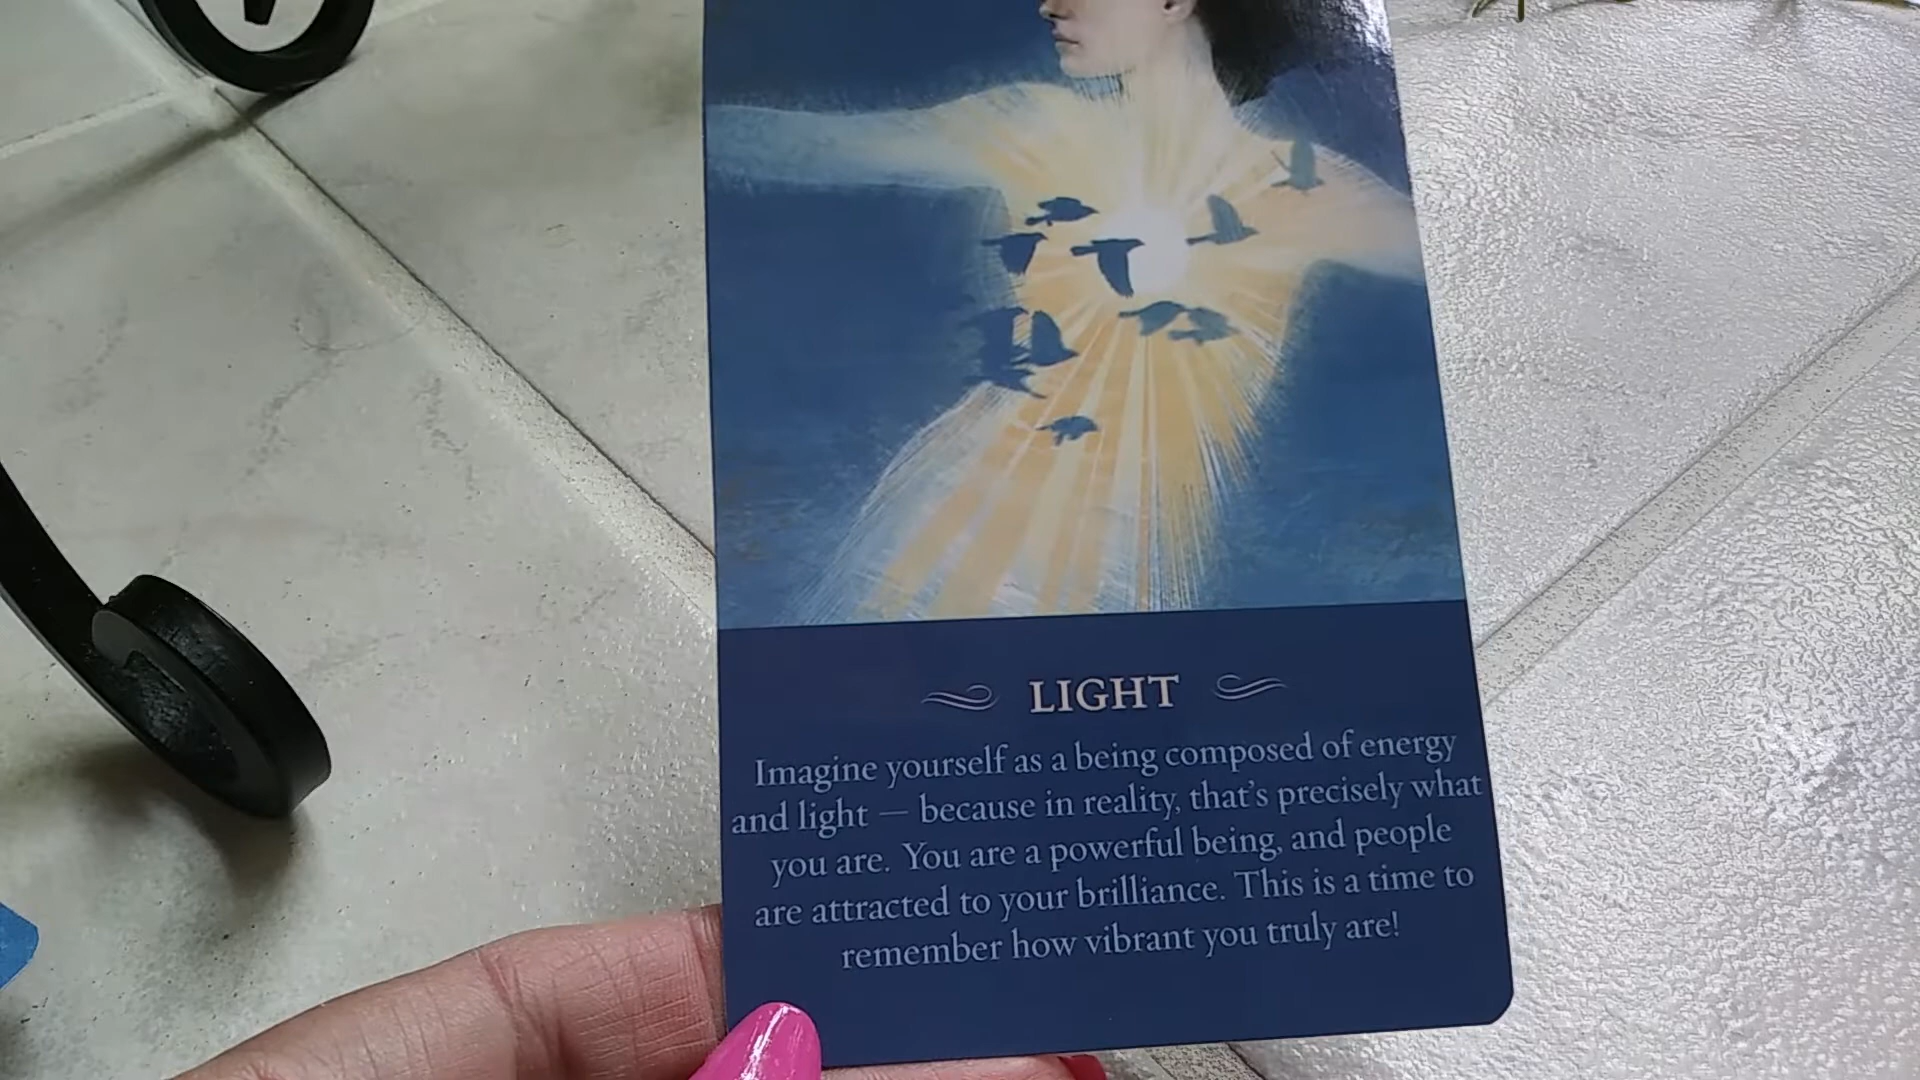 LIGHT
Imagine yourself as a being composed of energy
and light — because in reality, that's precisely what
you are. You are a powerful being, and people
are attracted to your brilliance. This is a time to
remember how vibrant you truly are!